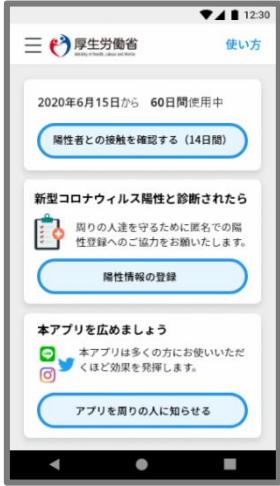 12:30
厚生労働省
Ministry of Health, Labour and Welfare
使い方
2020年6月15日から 60日間使用中
陽性者との接触を確認する（14日間）
新型コロナウィルス陽性と診断されたら
周りの人達を守るために匿名での陽
性登録へのご協力をお願いいたします。
陽性情報の登録
本アプリを広めましょう
本アプリは多くの方にお使いいただ
くほど効果を発揮します。
アプリを周りの人に知らせる